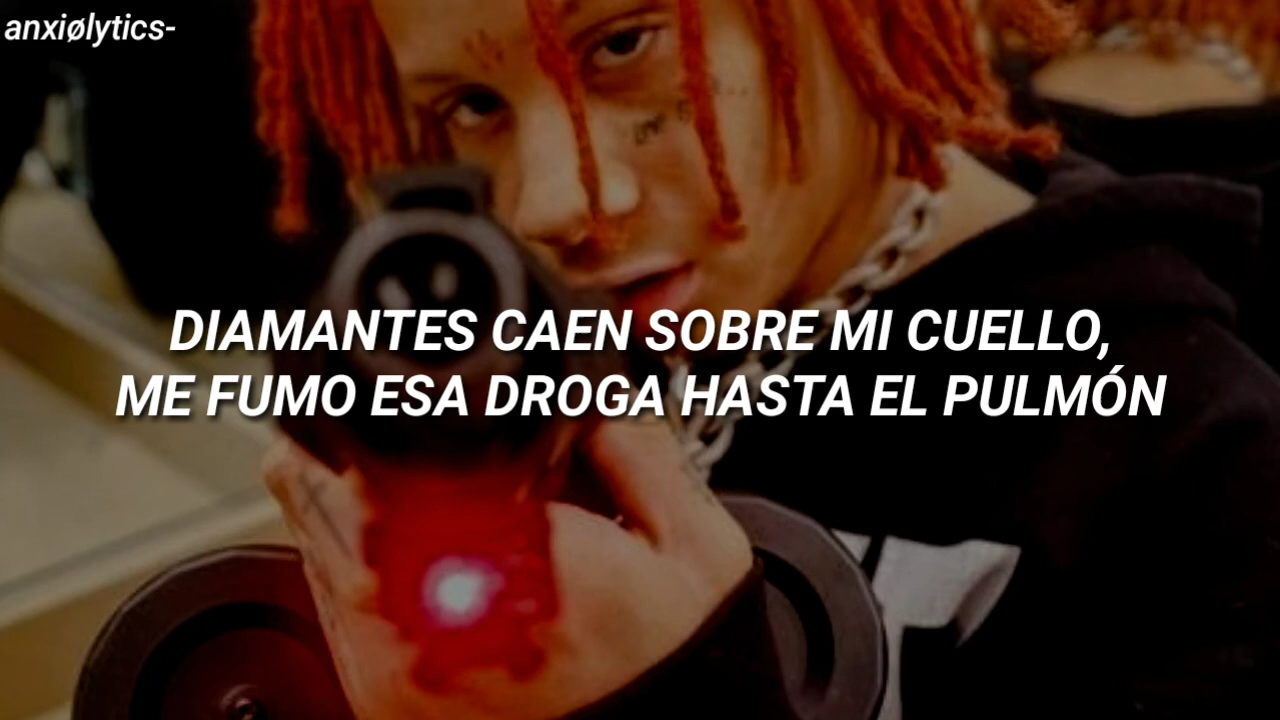 anxiølytics-
DIAMANTES CAEN SOBRE MI CUELLO,
ME FUMO ESA DROGA HASTA EL PULMÓN